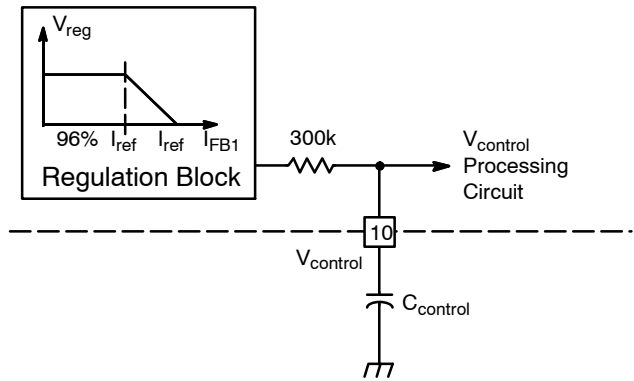 V_reg
96% I_ref I_ref I_FB1
Regulation Block
300k
V_control
Processing
Circuit
10
V_control
C_control